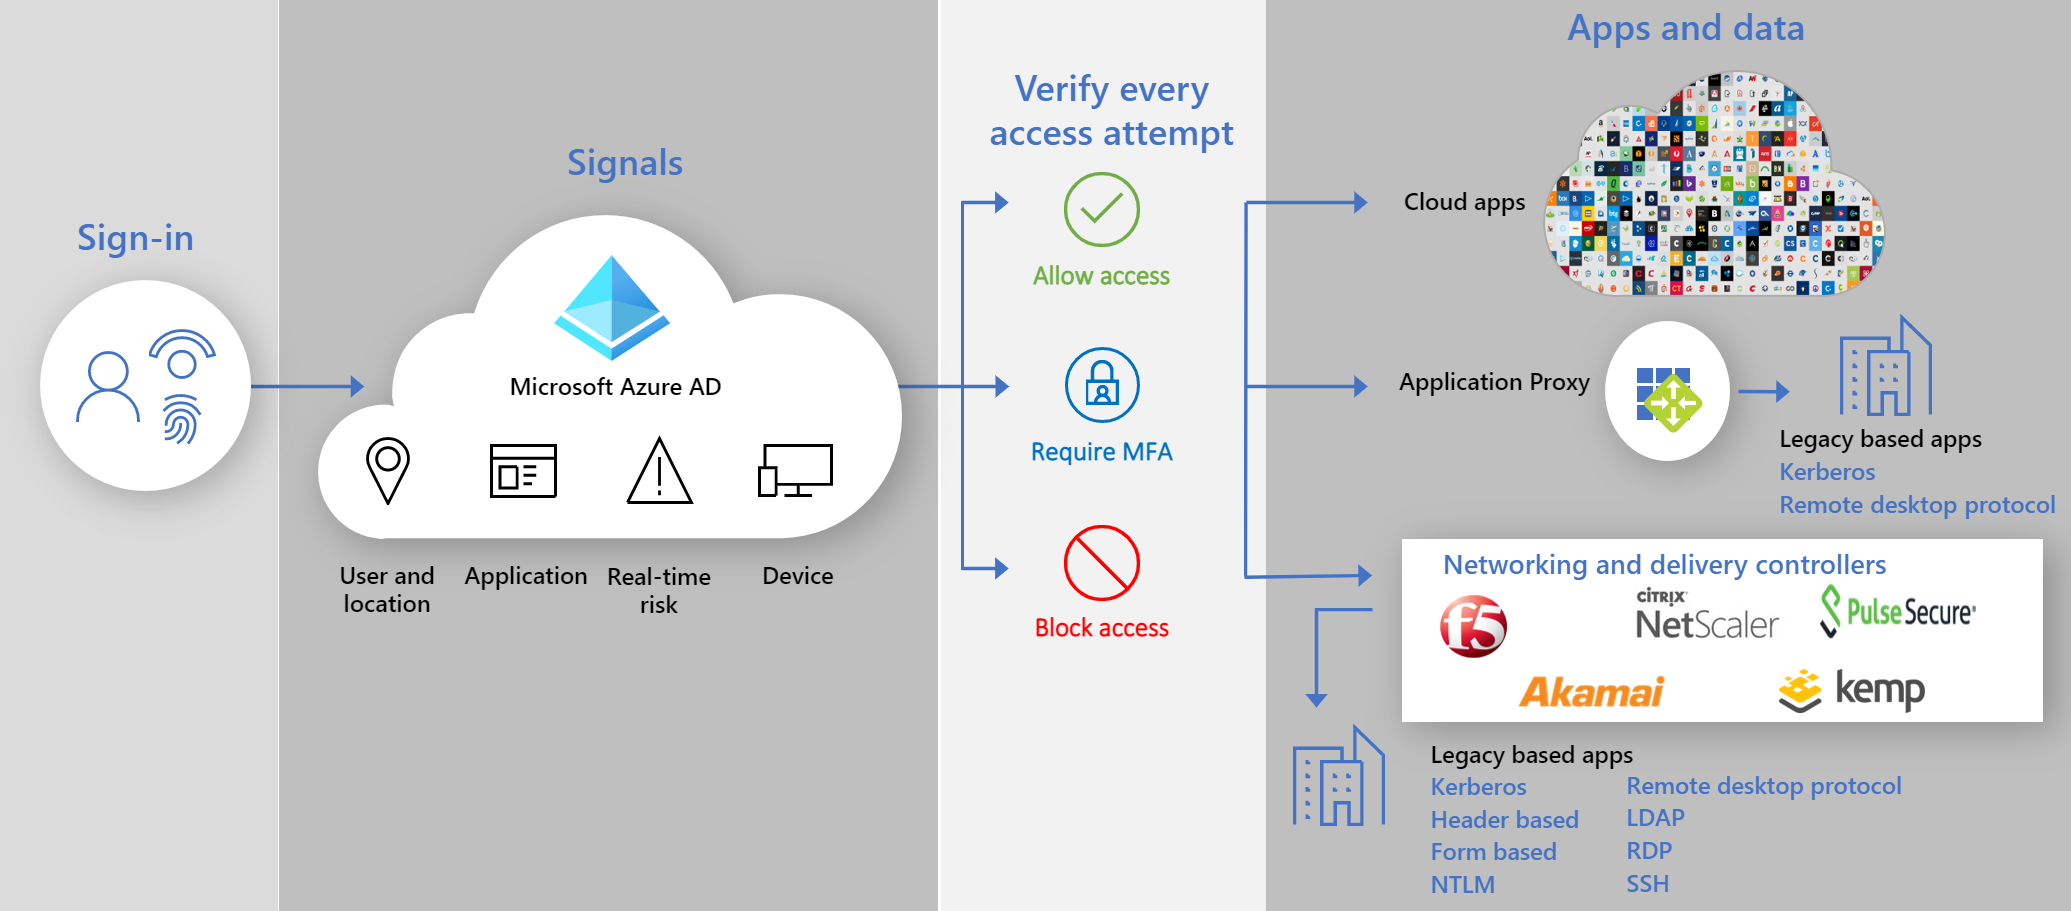 Sign-in
Signals
Microsoft Azure AD
User and
location
Application
Real-time
risk
Device
Verify every
access attempt
Allow access
Require MFA
Block access
Apps and data
Cloud apps
Application Proxy
Legacy based apps
Kerberos
Remote desktop protocol
Networking and delivery controllers
f5
CİTRIX
NetScaler
Pulse Secure
Akamai
kemp
Legacy based apps
Kerberos
Header based
Form based
NTLM
Remote desktop protocol
LDAP
RDP
SSH